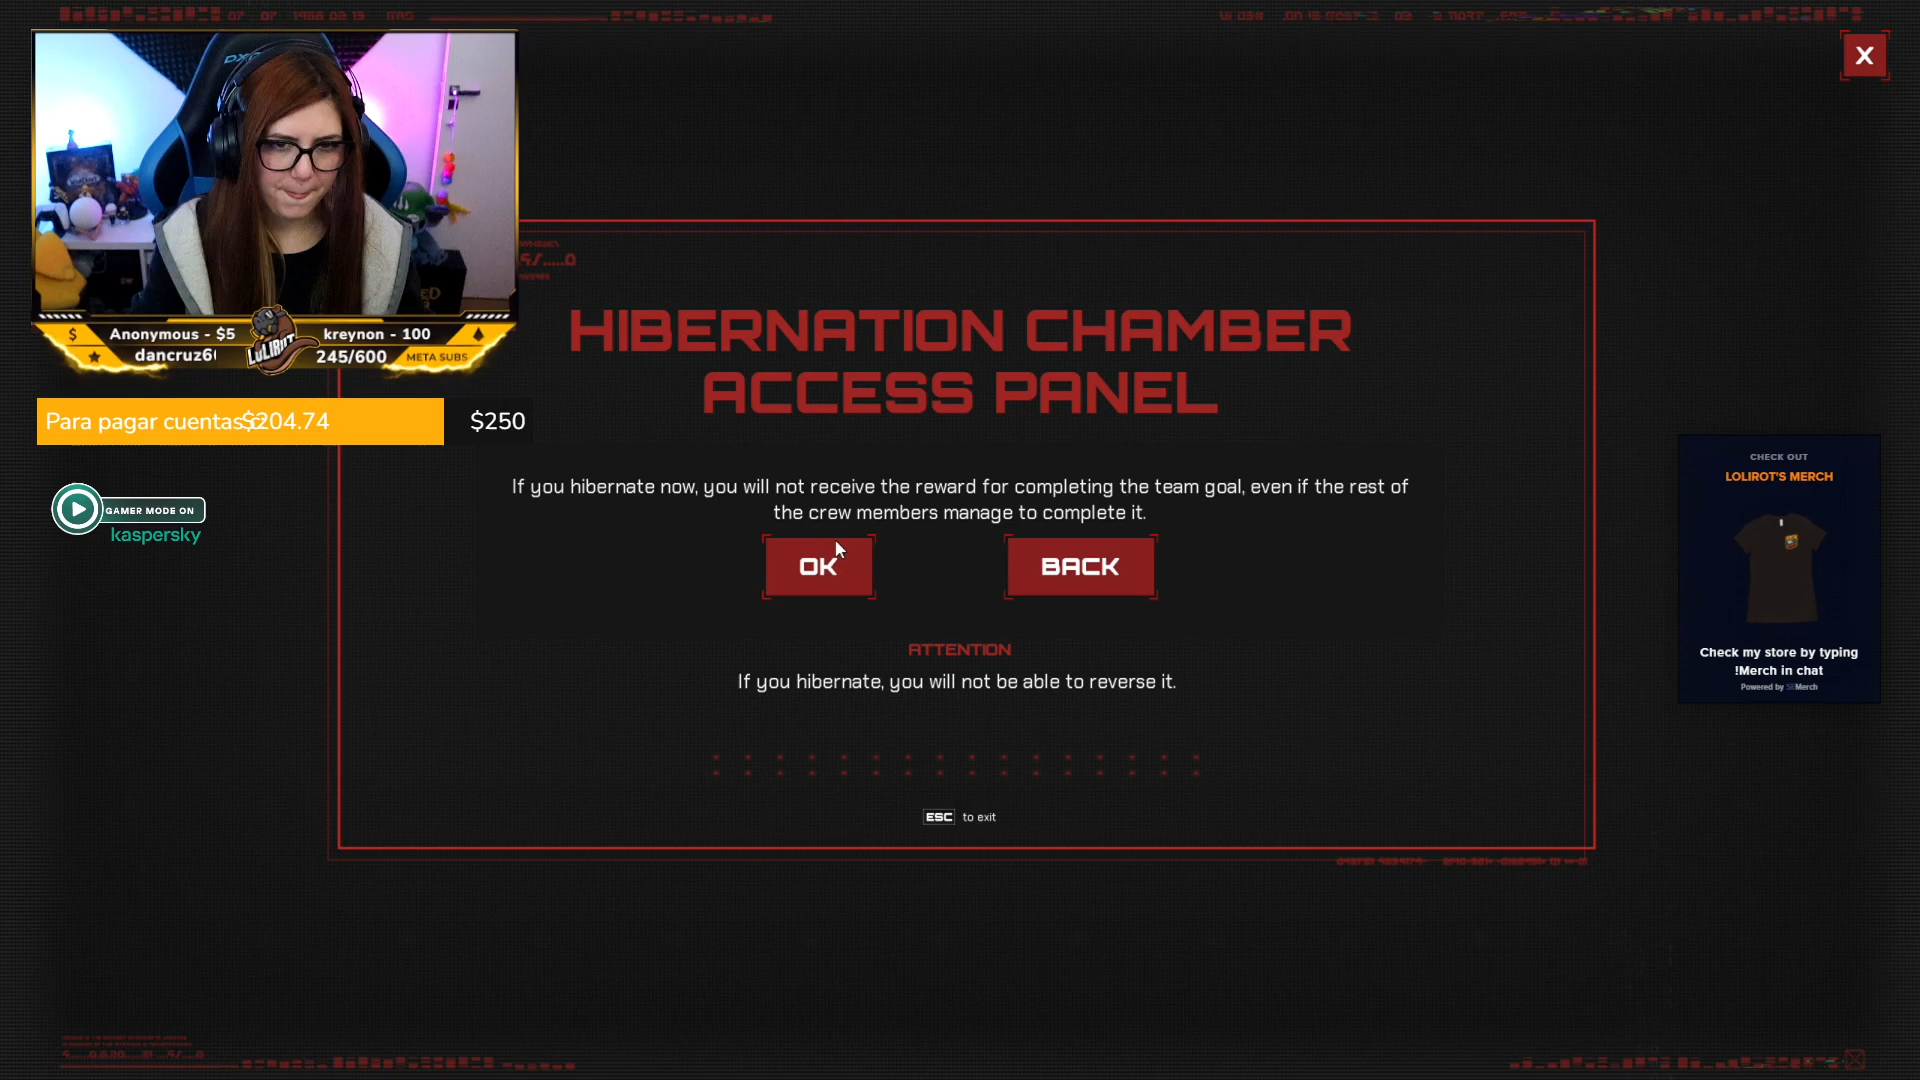 X
Anonymous - $5
kreynon - 100
dancruz6
LOLIROT
245/600
META SUBS
Para pagar cuentas
$204.74
$250
GAMER MODE ON
kaspersky
HIBERNATION CHAMBER
ACCESS PANEL
If you hibernate now, you will not receive the reward for completing the team goal, even if the rest of
the crew members manage to complete it.
OK
BACK
ATTENTION
If you hibernate, you will not be able to reverse it.
ESC to exit
CHECK OUT
LOLIROT'S MERCH
Check my store by typing
!Merch in chat
Powered by SEMerch